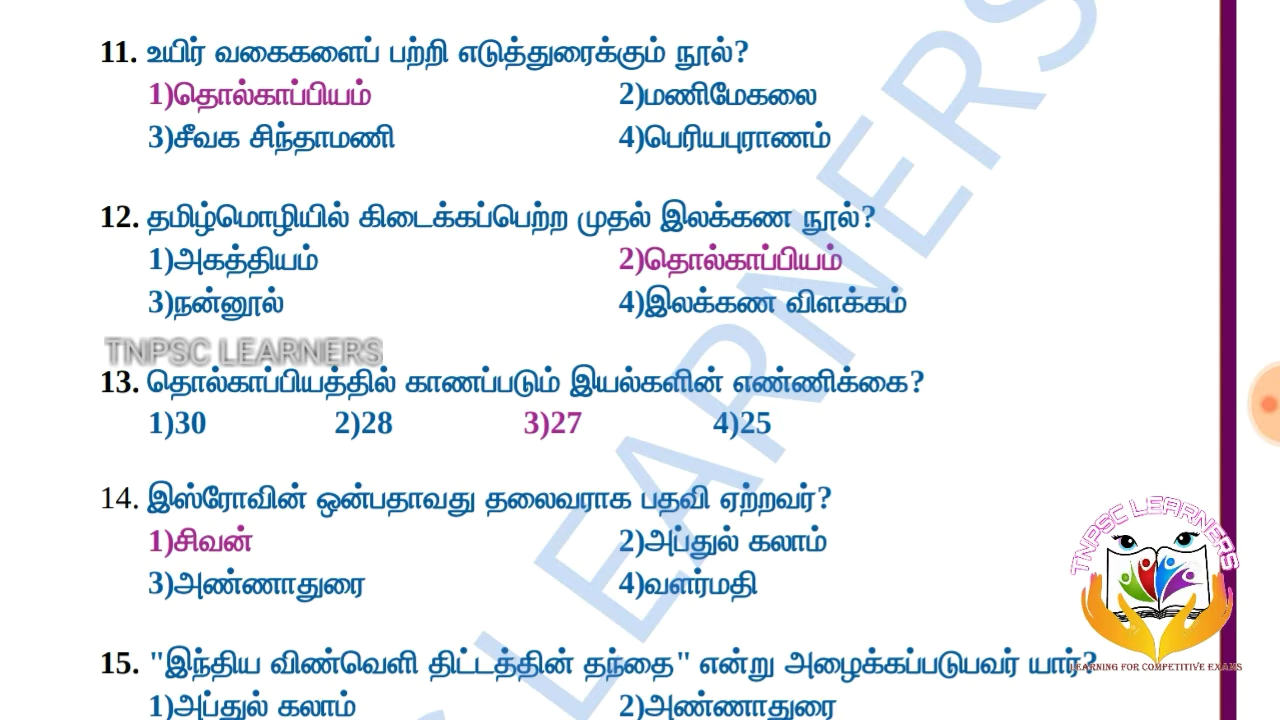 11. உயிர் வகைகளைப் பற்றி எடுத்துரைக்கும் நூல்?
1)தொல்காப்பியம் 2)மணிமேகலை
3)சீவக சிந்தாமணி 4)பெரியபுராணம்
12. தமிழ்மொழியில் கிடைக்கப்பெற்ற முதல் இலக்கண நூல்?
1)அகத்தியம் 2)தொல்காப்பியம்
3)நன்னூல் 4)இலக்கண விளக்கம்
TNPSC LEARNERS
13. தொல்காப்பியத்தில் காணப்படும் இயல்களின் எண்ணிக்கை?
1)30 2)28 3)27 4)25
14. இஸ்ரோவின் ஒன்பதாவது தலைவராக பதவி ஏற்றவர்?
1)சிவன் 2)அப்துல் கலாம்
3)அண்ணாதுரை 4)வளர்மதி
15. "இந்திய விண்வெளி திட்டத்தின் தந்தை" என்று அழைக்கப்படுபவர் யார்?
1)அப்துல் கலாம் 2)அண்ணாதுரை
C LEARNERS
TNPSC LEARNERS
LEARNING FOR COMPETITIVE EXAMS